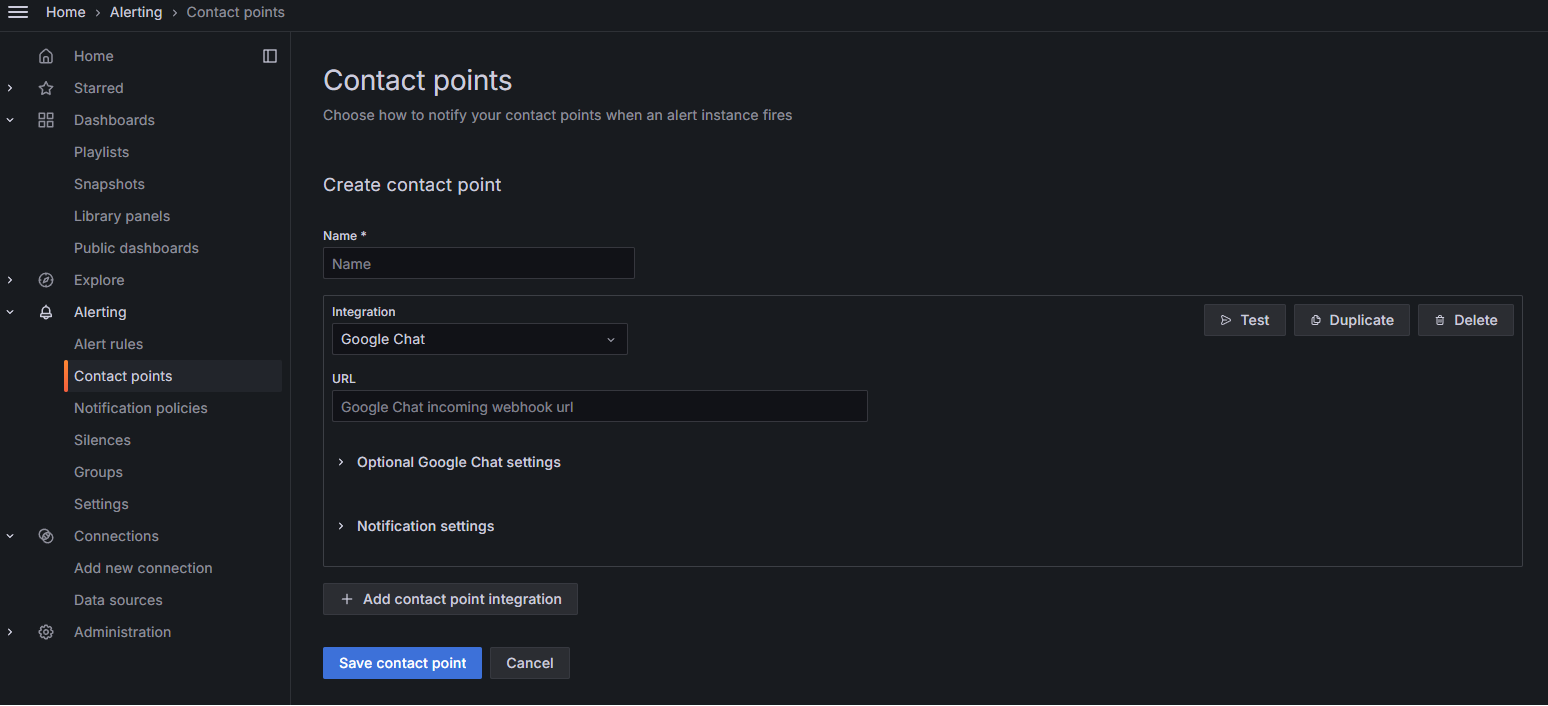 Home › Alerting › Contact points
Home
Starred
Dashboards
Playlists
Snapshots
Library panels
Public dashboards
Explore
Alerting
Alert rules
Contact points
Notification policies
Silences
Groups
Settings
Connections
Add new connection
Data sources
Administration
Contact points
Choose how to notify your contact points when an alert instance fires
Create contact point
Name *
Name
Integration
Test Duplicate Delete
Google Chat
URL
Google Chat incoming webhook url
Optional Google Chat settings
Notification settings
+ Add contact point integration
Save contact point Cancel